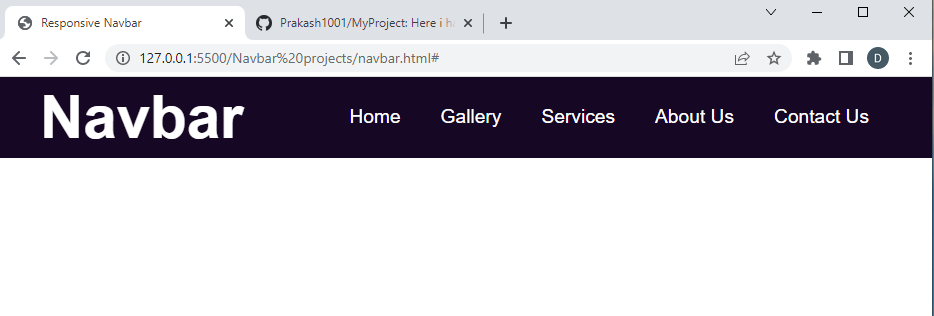 Responsive Navbar
Prakash1001/MyProject: Here i ha
127.0.0.1:5500/Navbar%20projects/navbar.html#
D
Navbar Home Gallery Services About Us Contact Us